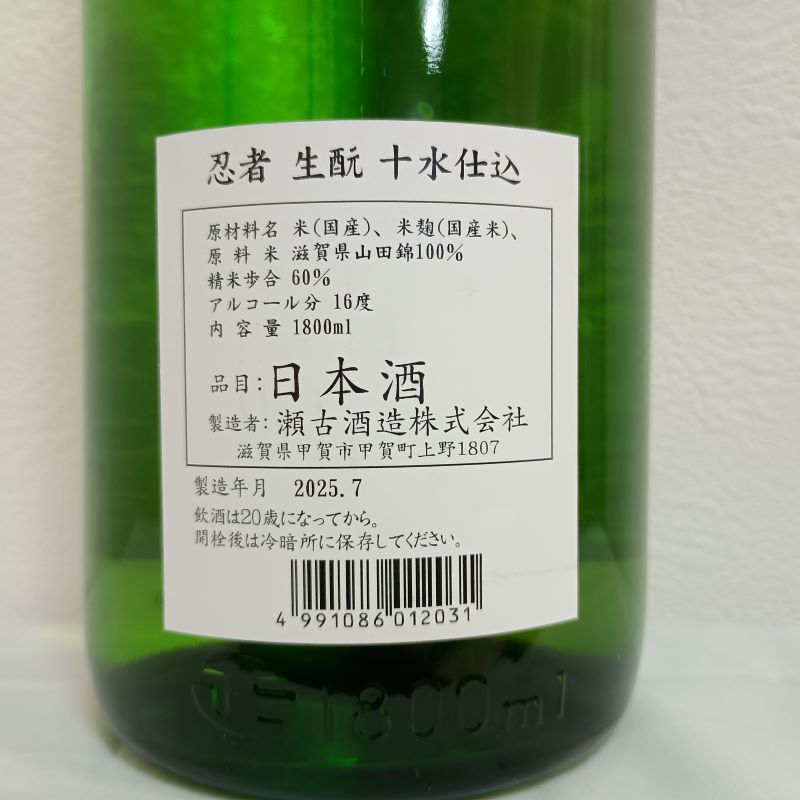 忍者 生酛 十水仕込
原材料名 米(国産)、米麹(国産米)、
原料米 滋賀県山田錦100%
精米歩合 60%
アルコール分 16度
内容量 1800ml
品目:日本酒
製造者:瀬古酒造株式会社
滋賀県甲賀市甲賀町上野1807
製造年月 2025.7
飲酒は20歳になってから。
開栓後は冷暗所に保存してください。
4 991086 012031
1800ml